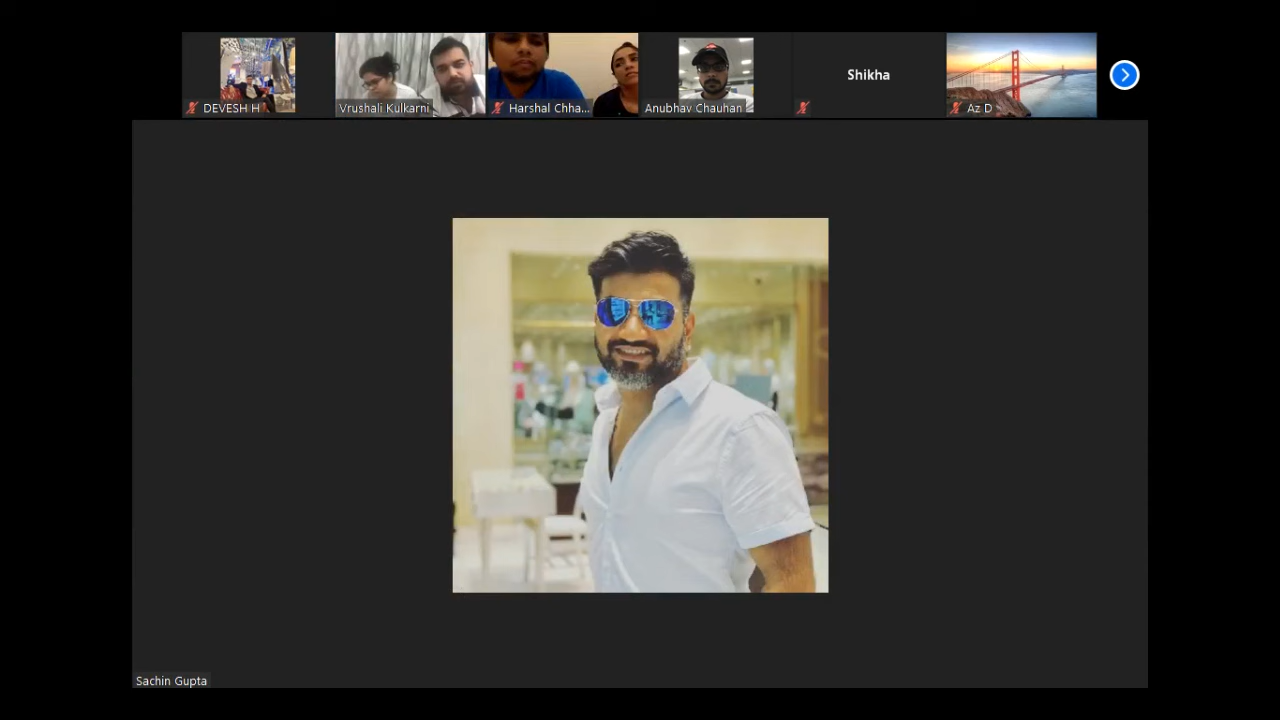 DEVESH H
Vrushali Kulkarni
Harshal Chha...
Anubhav Chauhan
Shikha
Az D
Sachin Gupta